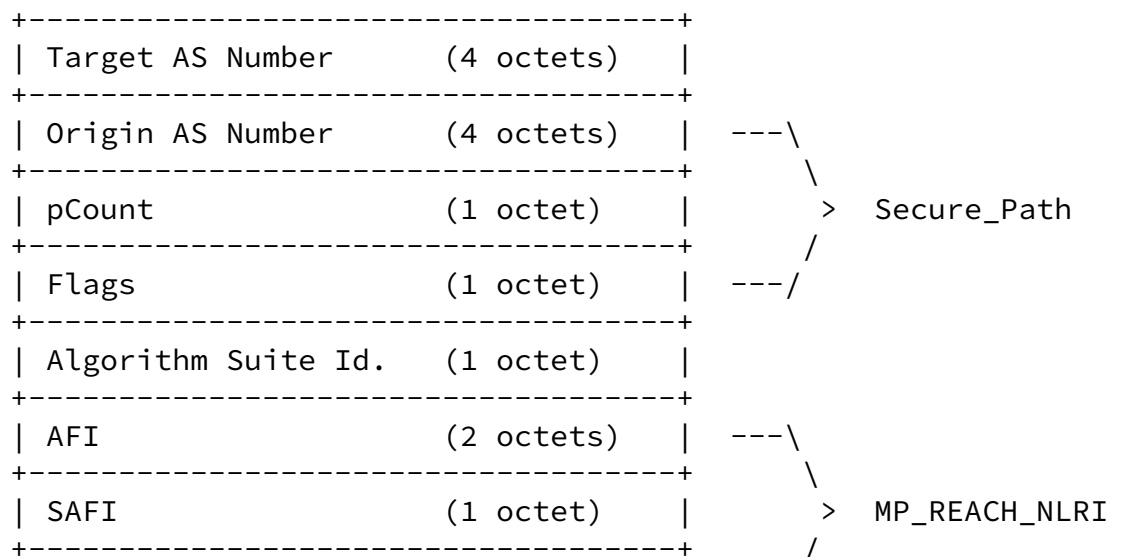 +------------------------------------+
| Target AS Number      (4 octets)   |
+------------------------------------+
| Origin AS Number      (4 octets)   |  ---\
+------------------------------------+      \
| pCount                (1 octet)    |       >  Secure_Path
+------------------------------------+      /
| Flags                 (1 octet)    |  ---/
+------------------------------------+
| Algorithm Suite Id.   (1 octet)    |
+------------------------------------+
| AFI                   (2 octets)   |  ---\
+------------------------------------+      \
| SAFI                  (1 octet)    |       >  MP_REACH_NLRI
+------------------------------------+      /